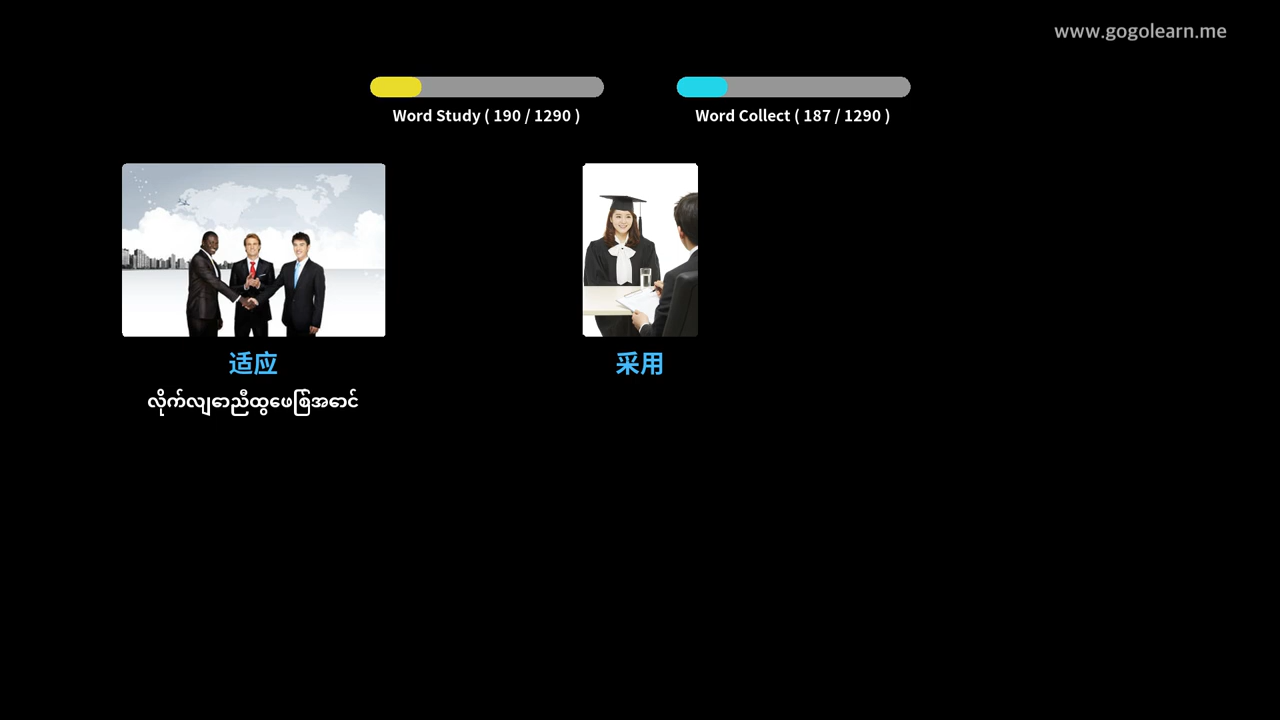 www.gogolearn.me
Word Study ( 190 / 1290 )
Word Collect ( 187 / 1290 )
适应
采用
လိုက်လျောညီထွဖေစြေအောင်